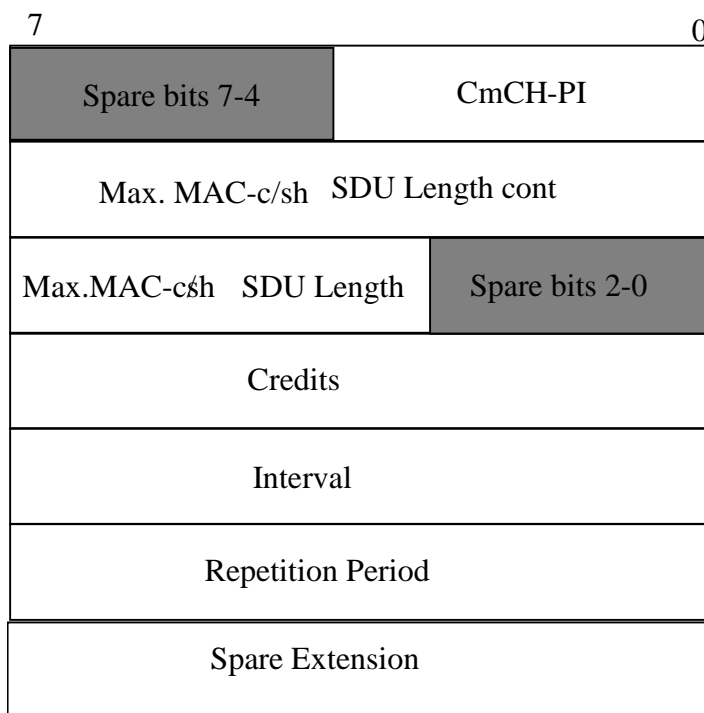 7 0
Spare bits 7-4 CmCH-PI
Max. MAC-c/sh SDU Length cont
Max.MAC-c/sh SDU Length Spare bits 2-0
Credits
Interval
Repetition Period
Spare Extension